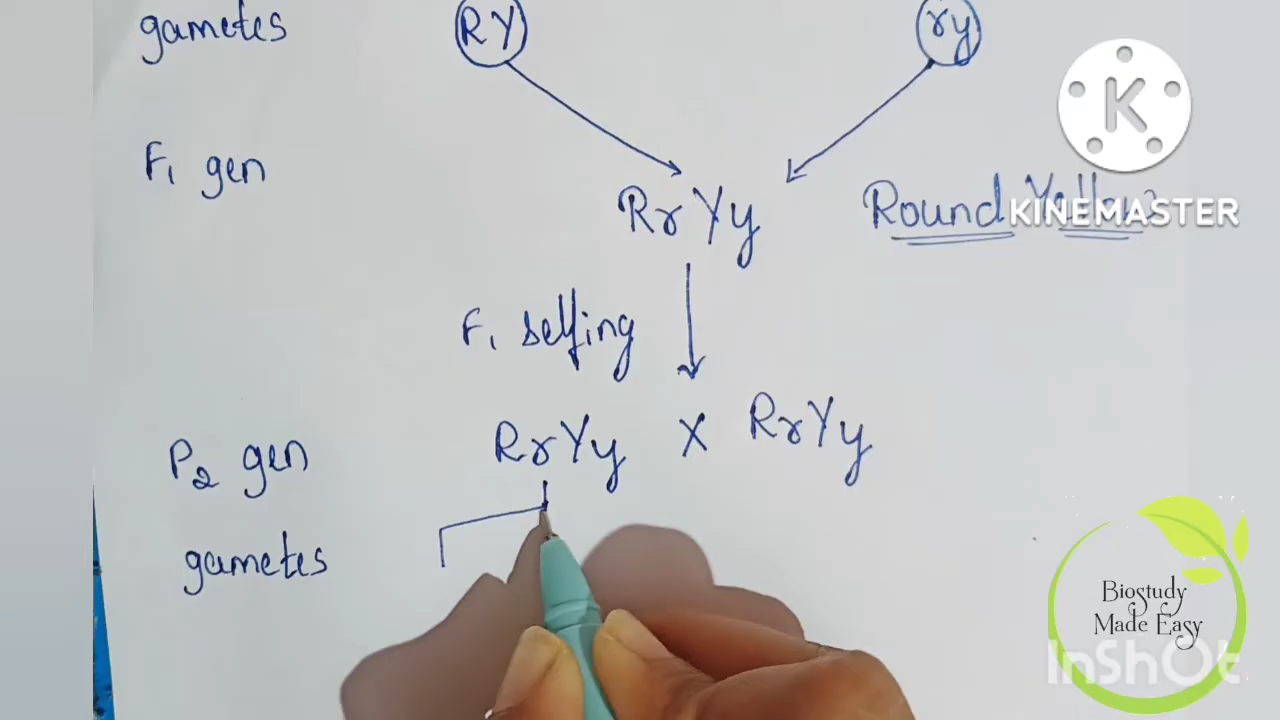 gametes RY ry
F1 gen
RrYy Round Yellow
KINEMASTER
F1 selfing
P2 gen RrYy X RrYy
gametes
Biostudy
Made Easy
InShOt